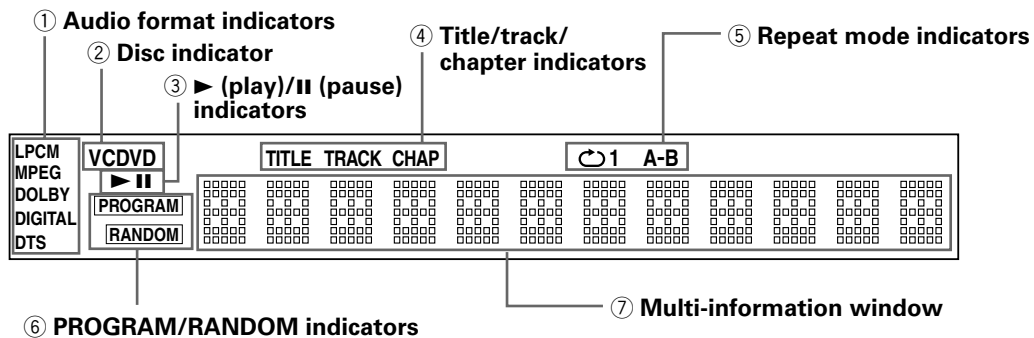 ① Audio format indicators
② Disc indicator
③ ► (play)/II (pause)
indicators
④ Title/track/
chapter indicators
⑤ Repeat mode indicators
LPCM
MPEG
DOLBY
DIGITAL
DTS
VCDVD
► II
PROGRAM
RANDOM
TITLE TRACK CHAP
1 A-B
⑥ PROGRAM/RANDOM indicators
⑦ Multi-information window